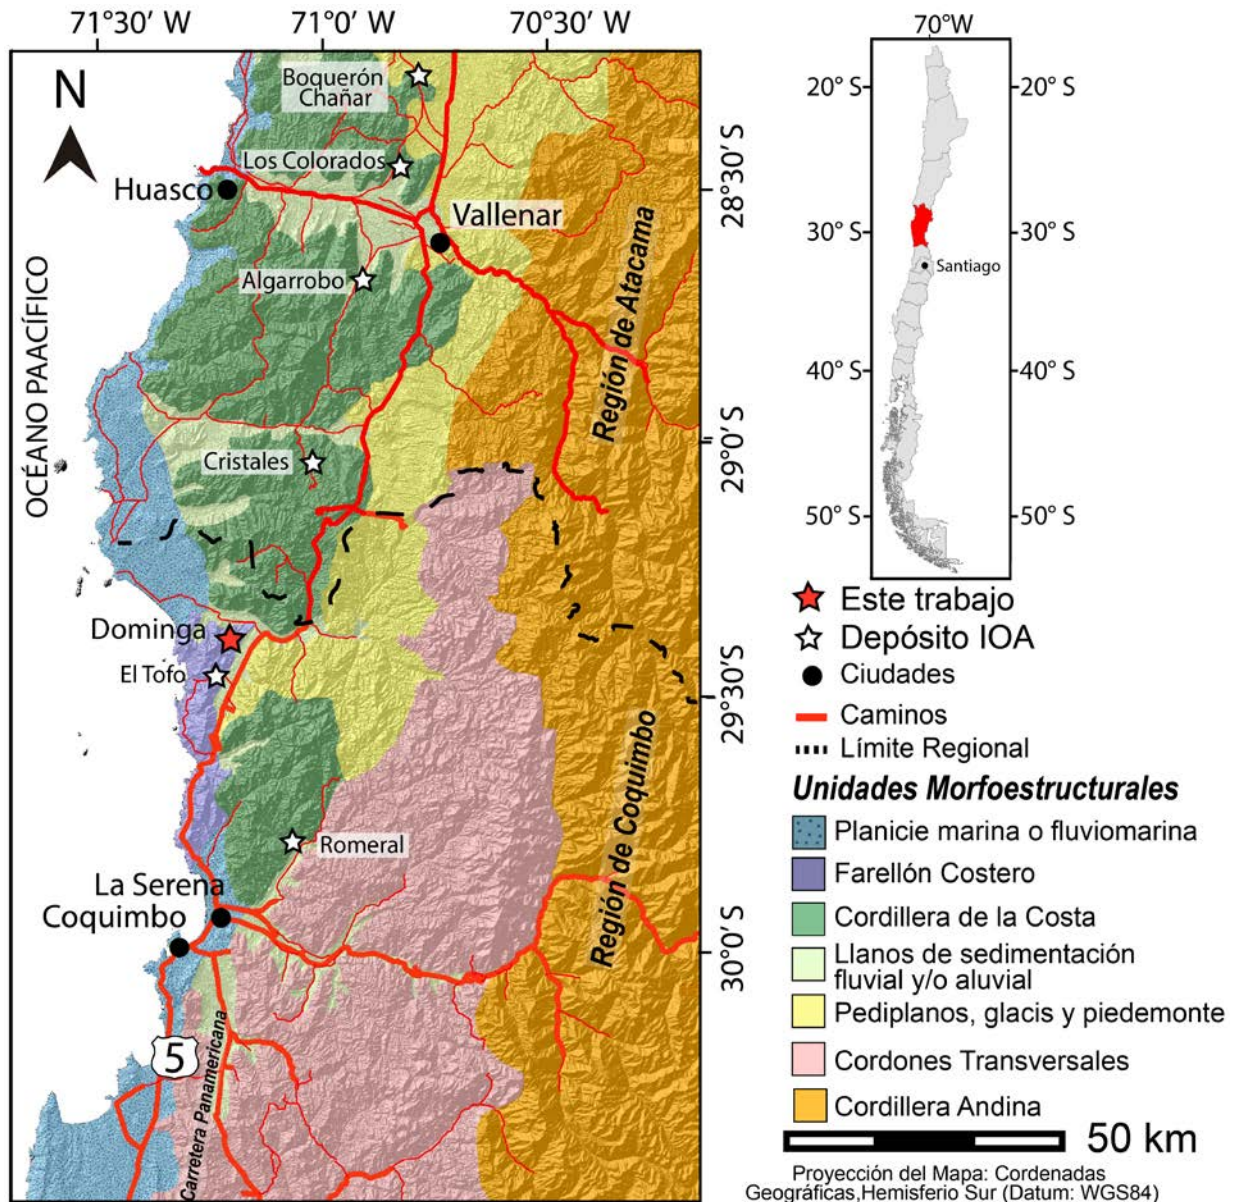 71°30' W
71°0' W
70°30' W
N
Boquerón
Chañar
Los Colorados
Huasco
Vallenar
Algarrobo
28°30' S
OCÉANO PAACÍFICO
Región de Atacama
Cristales
29°0' S
Dominga
El Tofo
29°30'S
Romeral
Región de Coquimbo
La Serena
Coquimbo
30°0' S
5
Carretera Panamericana
70°W
20° S
20° S
30° S
30° S
Santiago
40° S
40° S
50° S
50° S
Este trabajo
Depósito IOA
Ciudades
Caminos
Límite Regional
Unidades Morfoestructurales
Planicie marina o fluviomarina
Farellón Costero
Cordillera de la Costa
Llanos de sedimentación
fluvial y/o aluvial
Pediplanos, glacis y piedemonte
Cordones Transversales
Cordillera Andina
50 km
Proyección del Mapa: Cordenadas
Geográficas,Hemisferio Sur (Datum: WGS84)